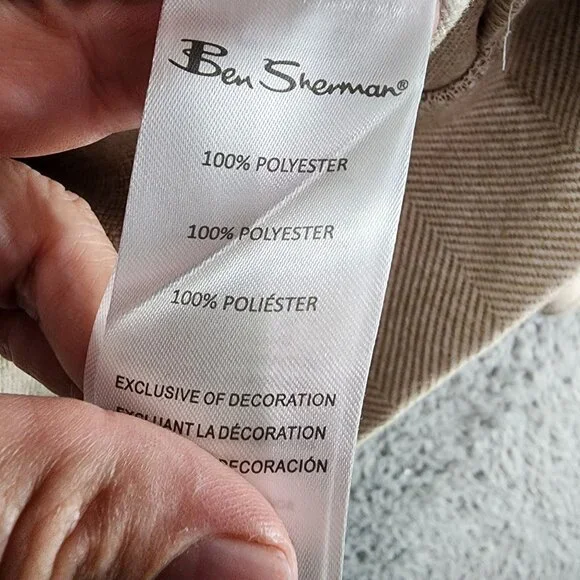 Ben Sherman®
100% POLYESTER
100% POLYESTER
100% POLIÉSTER
EXCLUSIVE OF DECORATION
EXCLUANT LA DÉCORATION
DECORACIÓN